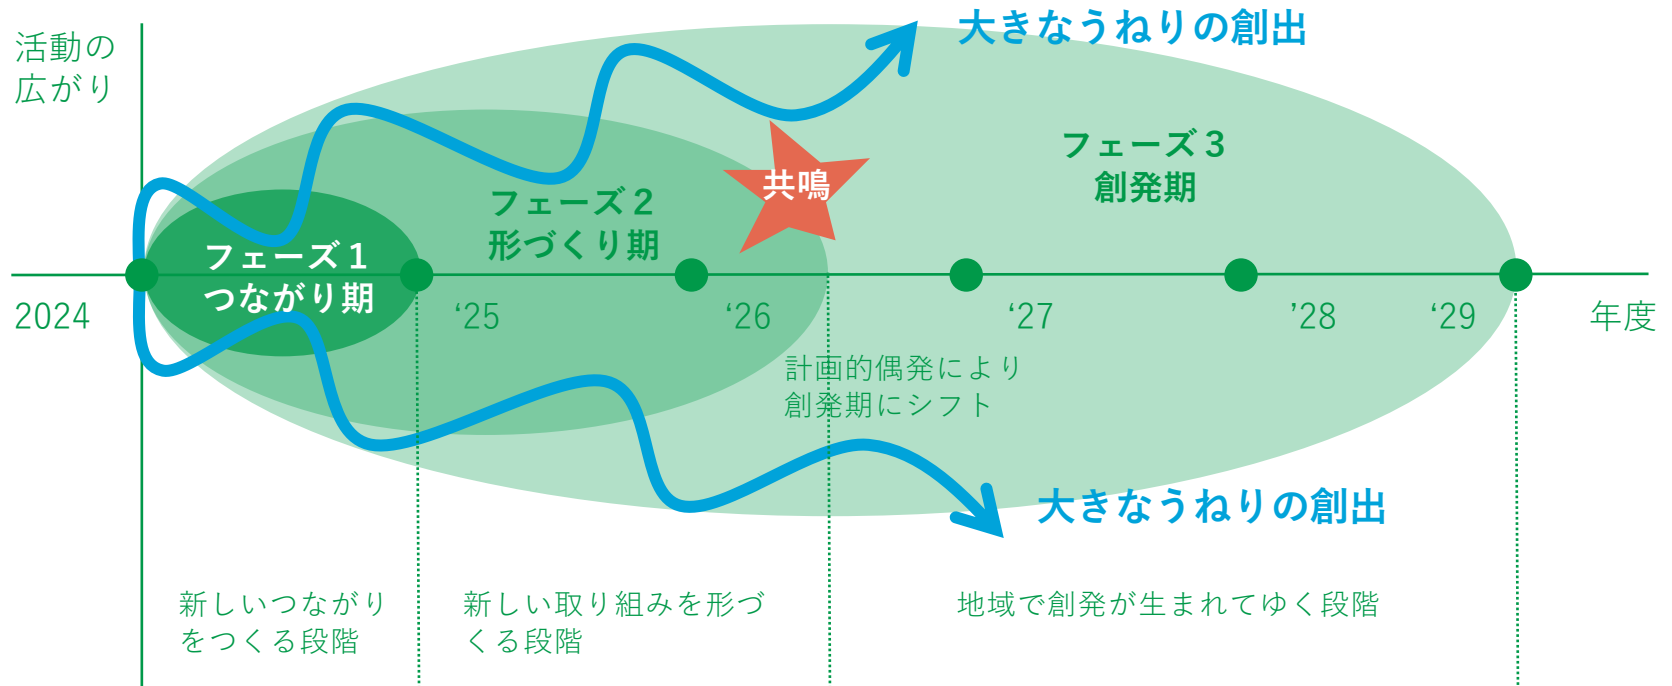 活動の
広がり
大きなうねりの創出
フェーズ３
創発期
共鳴
フェーズ２
形づくり期
フェーズ１
つながり期
2024
‘25
‘26
‘27
’28
‘29
年度
計画的偶発により
創発期にシフト
大きなうねりの創出
新しいつながり
をつくる段階
新しい取り組みを形づ
くる段階
地域で創発が生まれてゆく段階